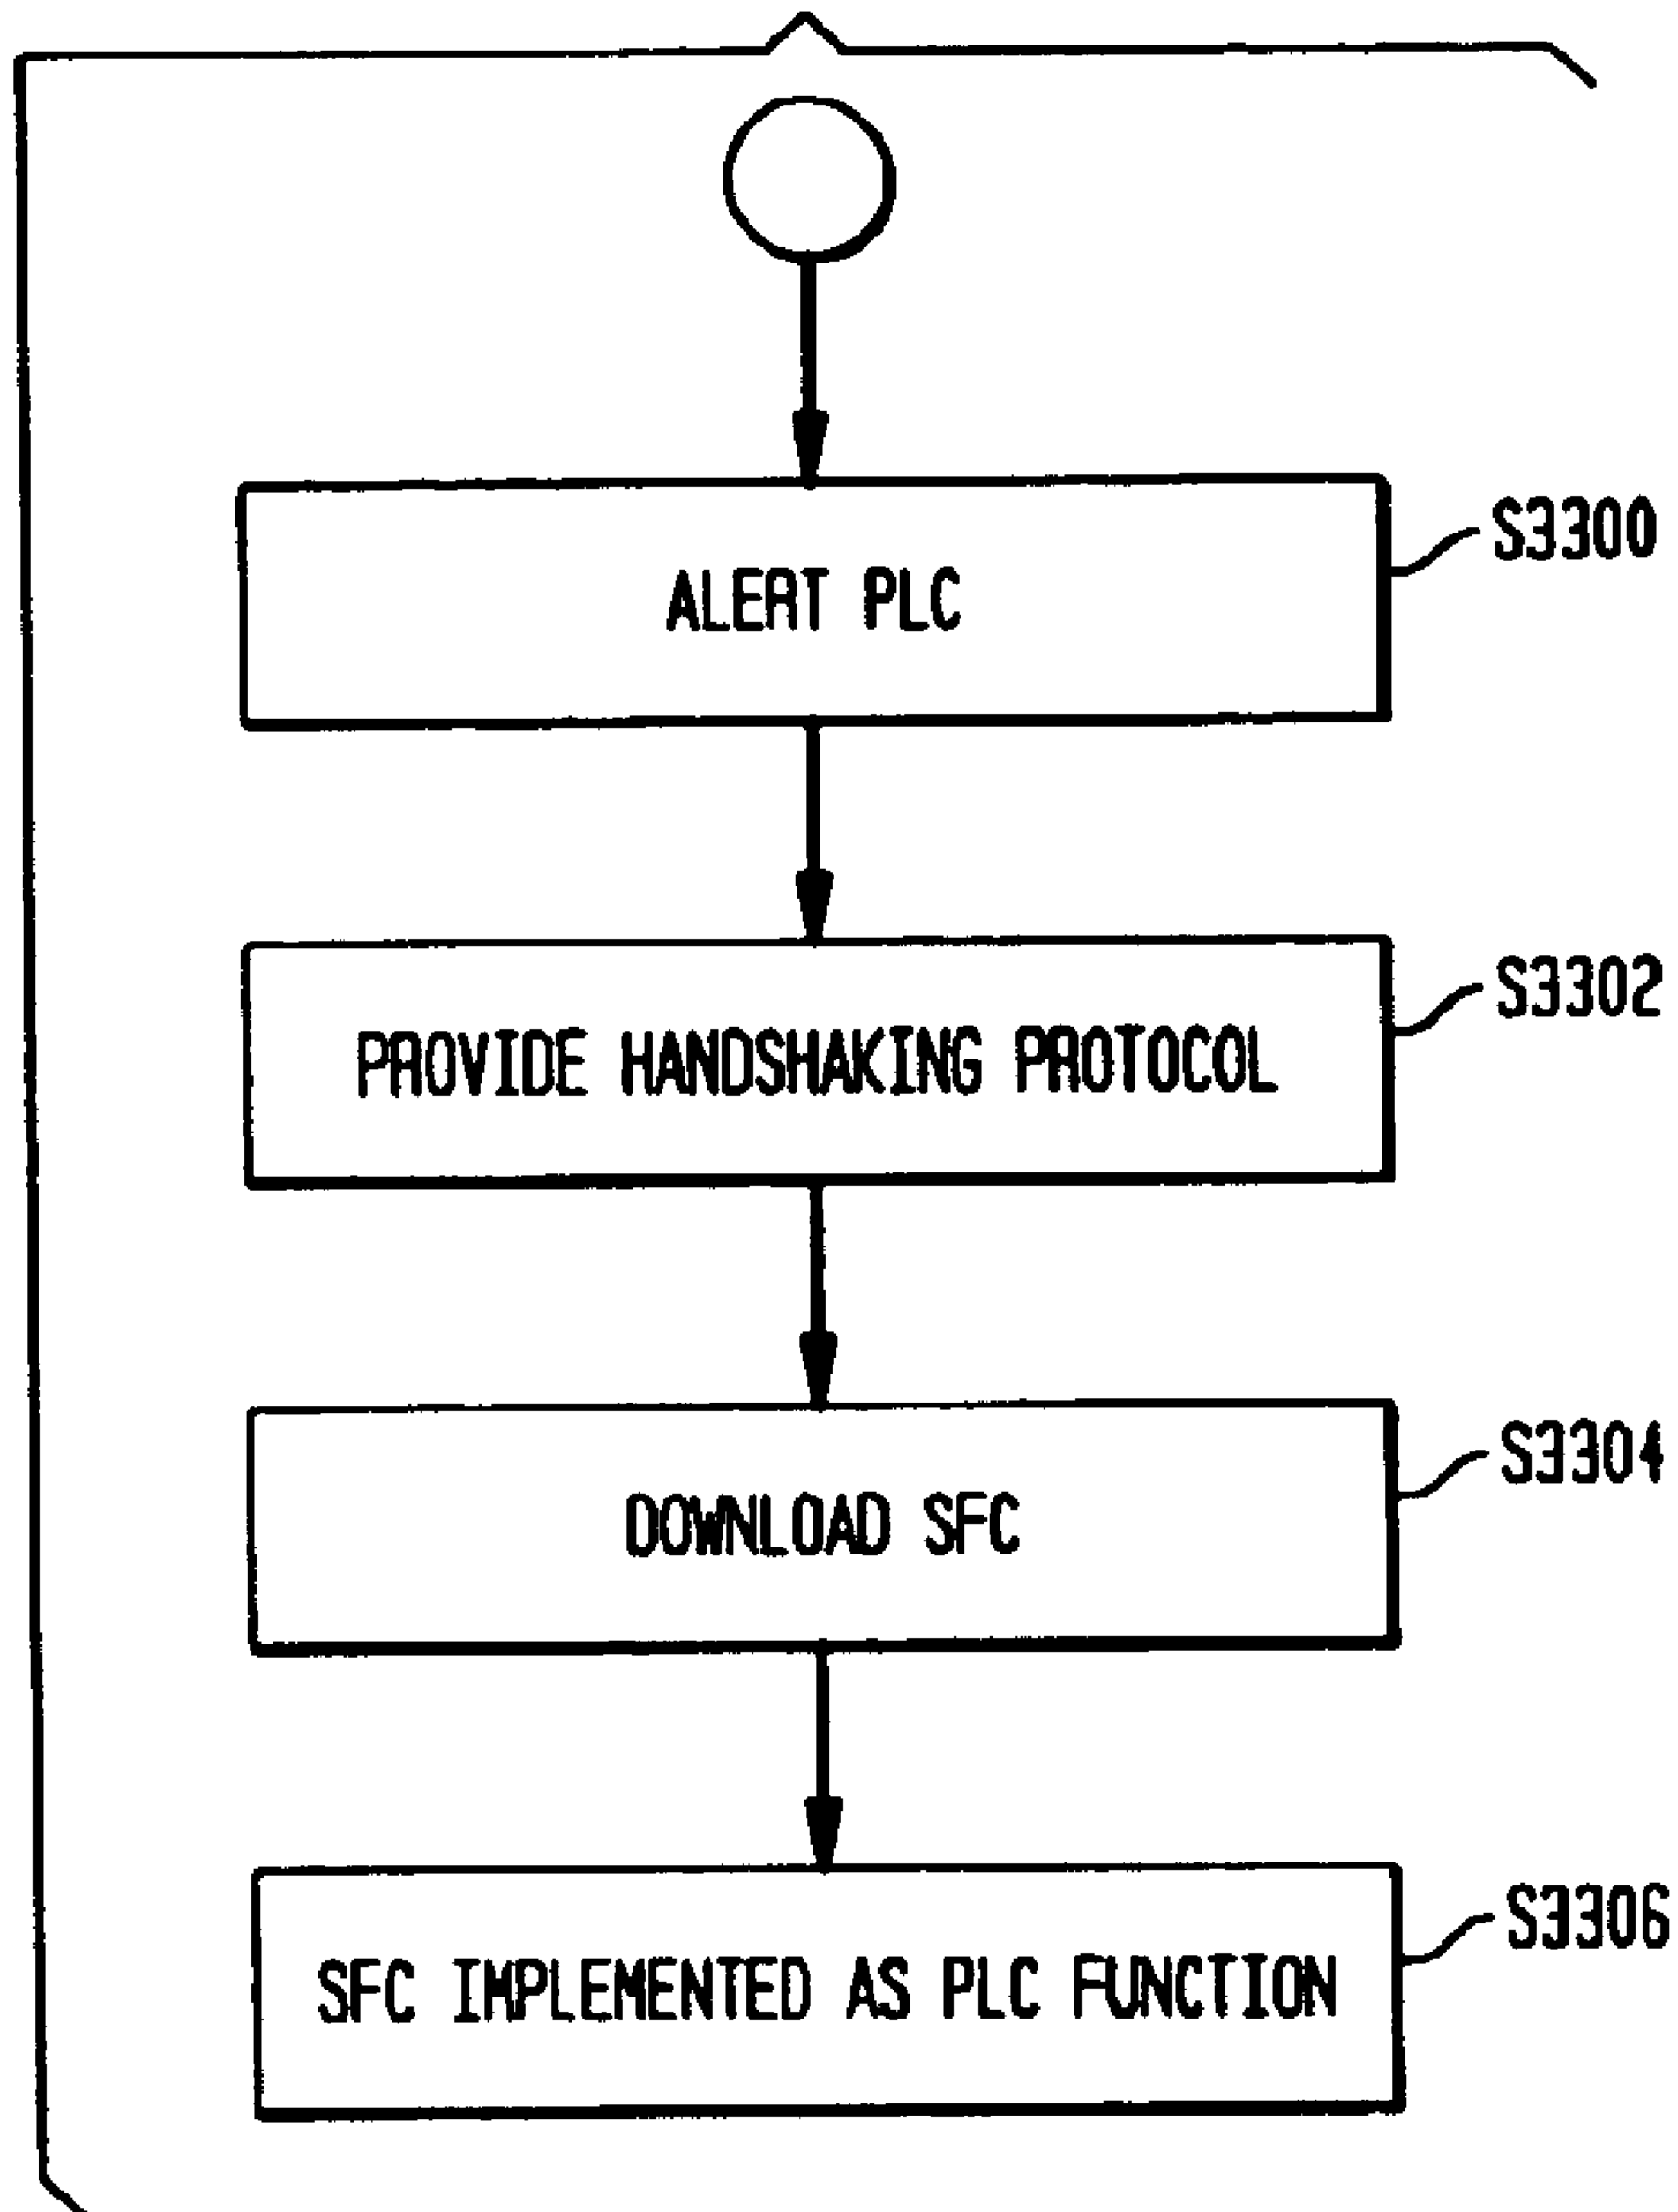 S3300
ALERT PLC
S3302
PROVIDE HANDSHAKING PROTOCOL
S3304
DOWNLOAD SFC
S3306
SFC IMPLEMENTED AS PLC FUNCTION